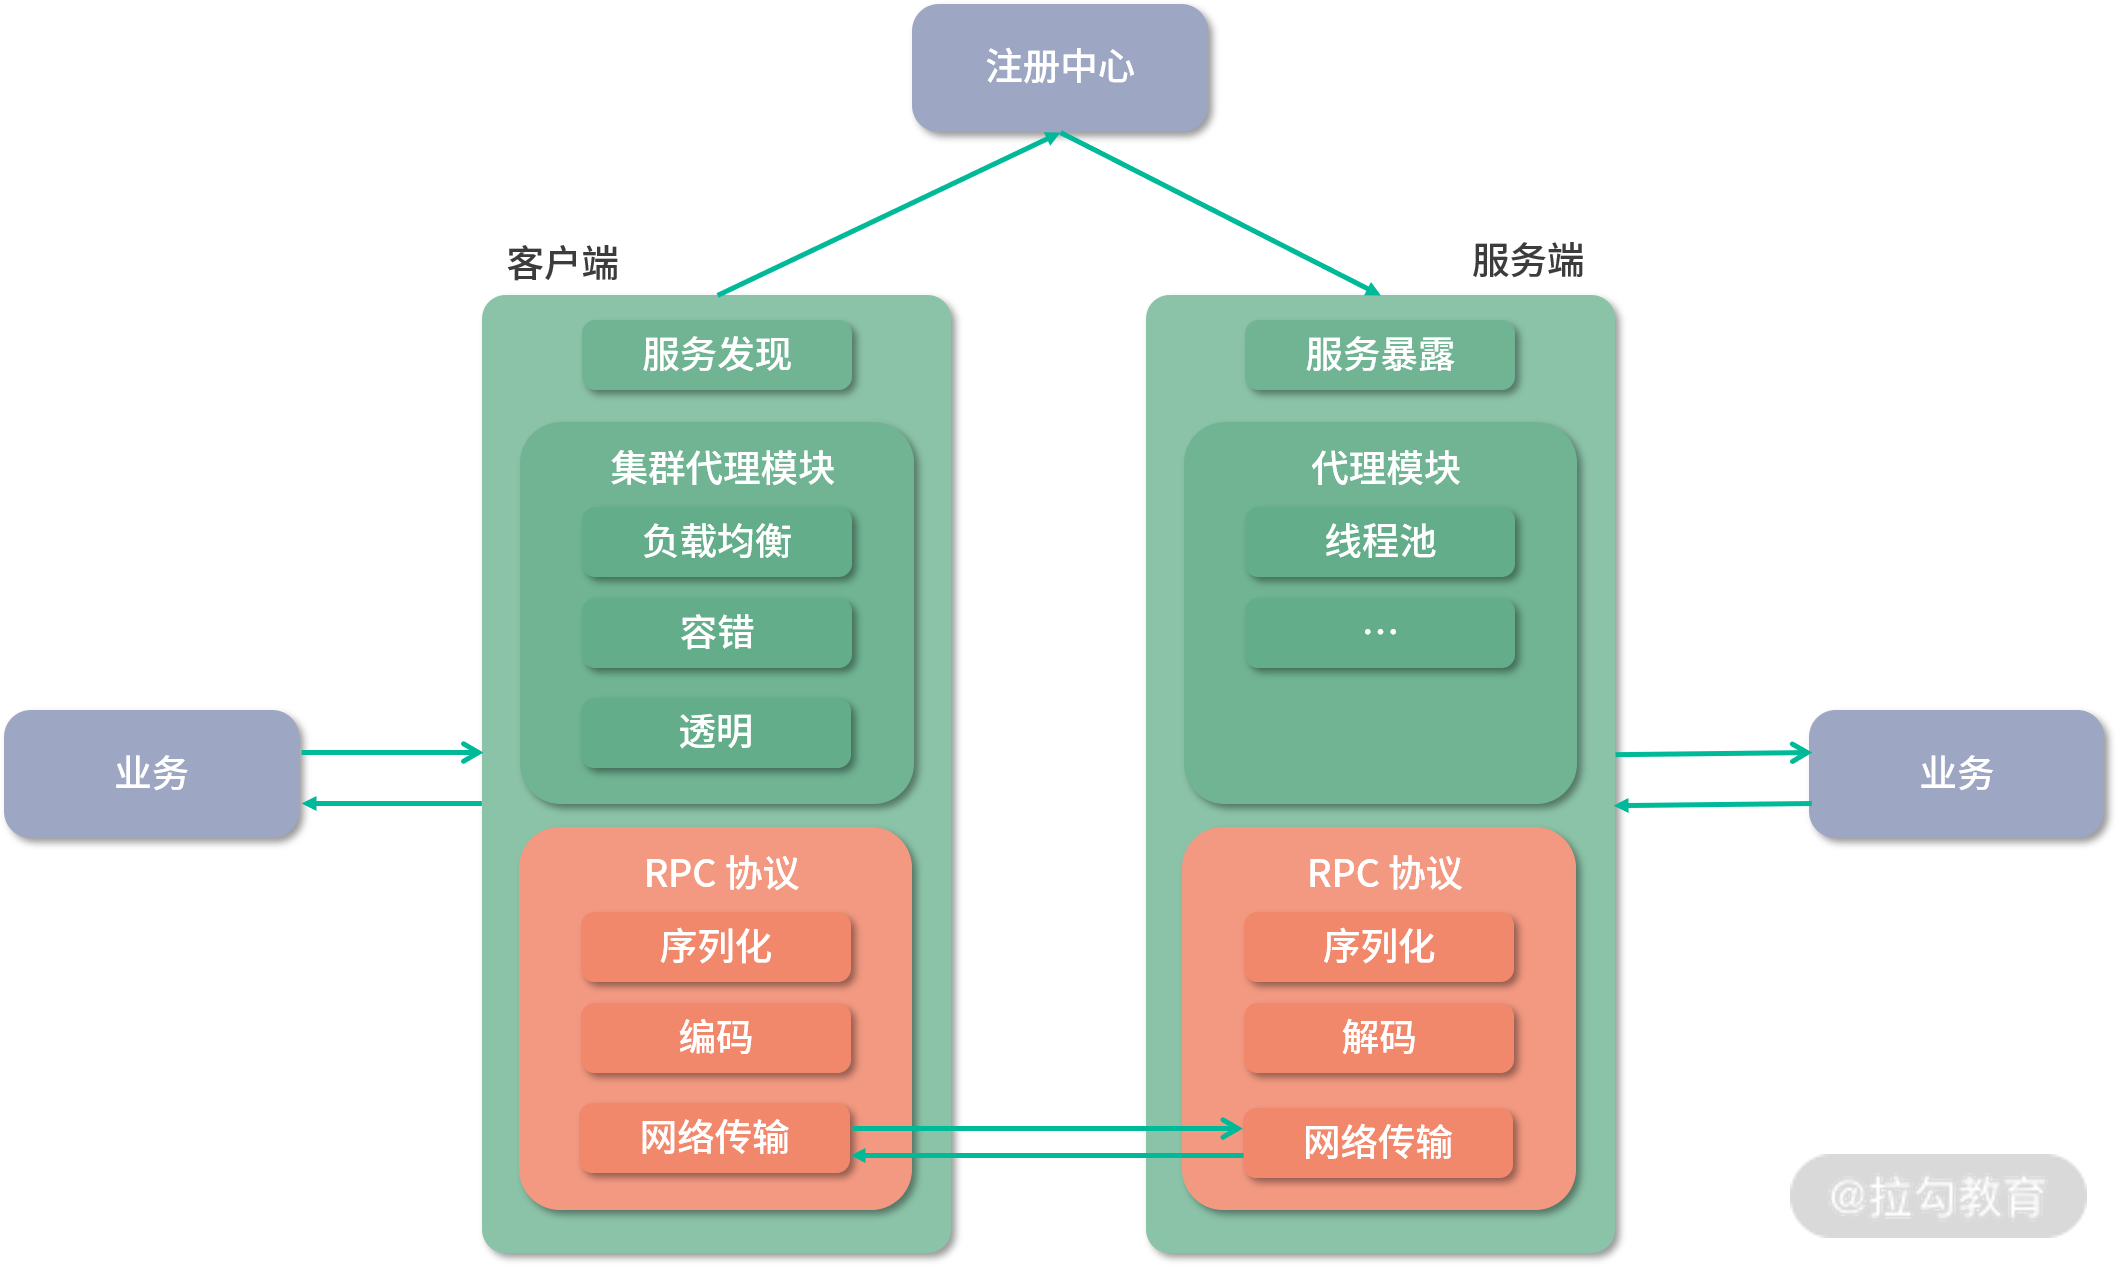 注册中心
客户端
服务端
服务发现
集群代理模块
负载均衡
容错
透明
RPC 协议
序列化
编码
网络传输
服务暴露
代理模块
线程池
…
RPC 协议
序列化
解码
网络传输
业务
业务
@拉勾教育